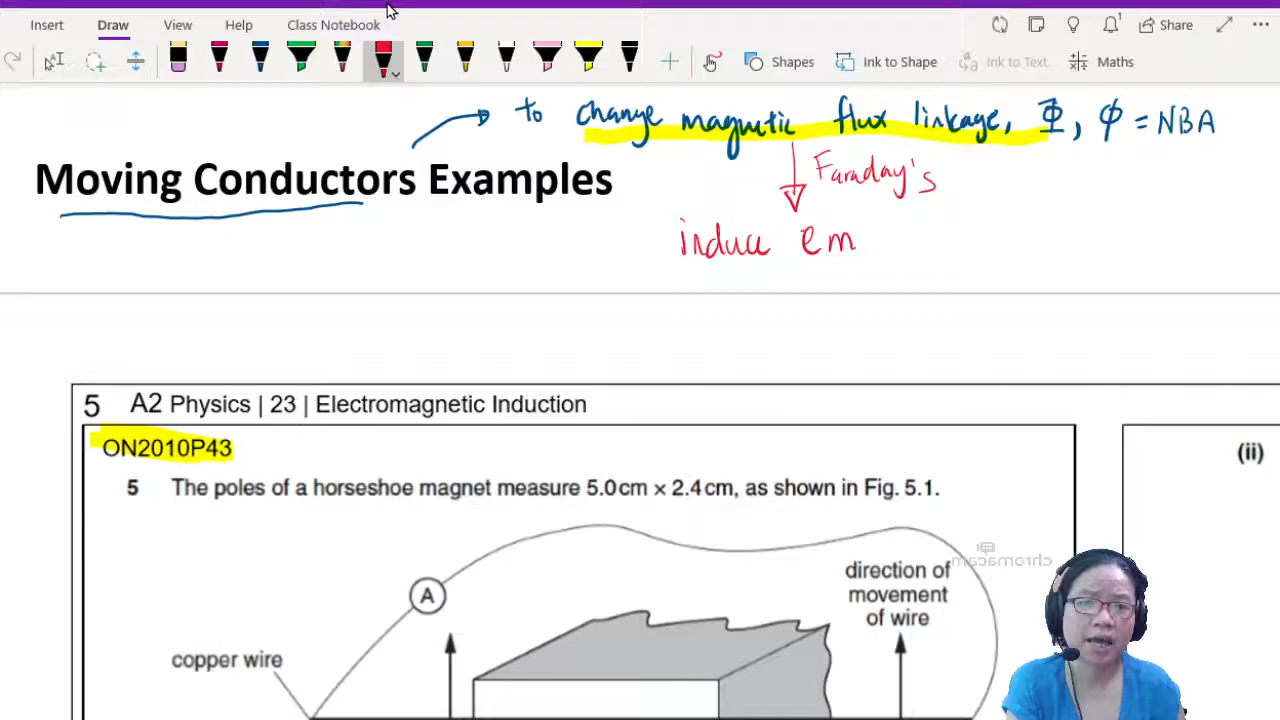 Insert Draw View Help Class Notebook
1 Share
Shapes Ink to Shape Ink to Text Maths
to change magnetic flux linkage, Φ, ϕ = NBA
Moving Conductors Examples
Faraday's
induce em
5 A2 Physics | 23 | Electromagnetic Induction
ON2010P43
(ii)
5 The poles of a horseshoe magnet measure 5.0 cm × 2.4 cm, as shown in Fig. 5.1.
chromacam
A
direction of
movement
of wire
copper wire